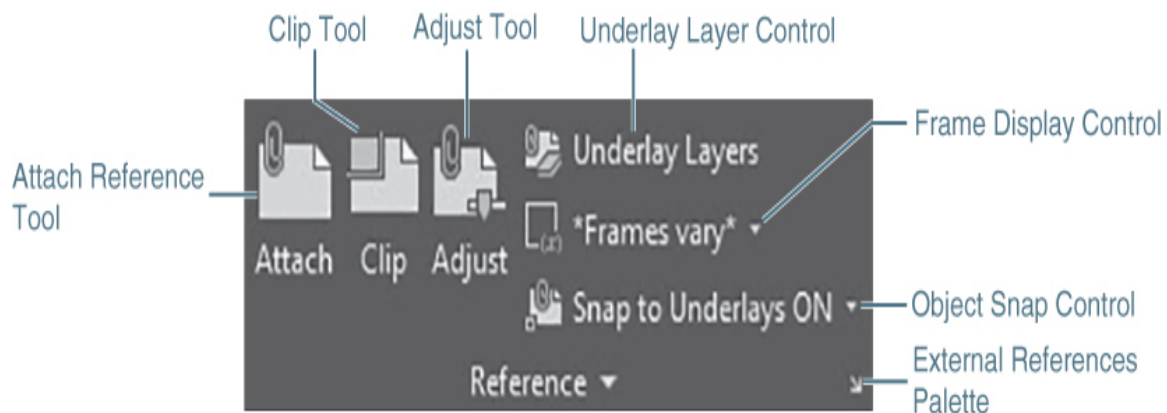 Clip Tool
Adjust Tool
Underlay Layer Control
Frame Display Control
Attach Reference
Tool
Underlay Layers
*Frames vary*
Attach
Clip
Adjust
Snap to Underlays ON
Object Snap Control
Reference
External References
Palette
(x)